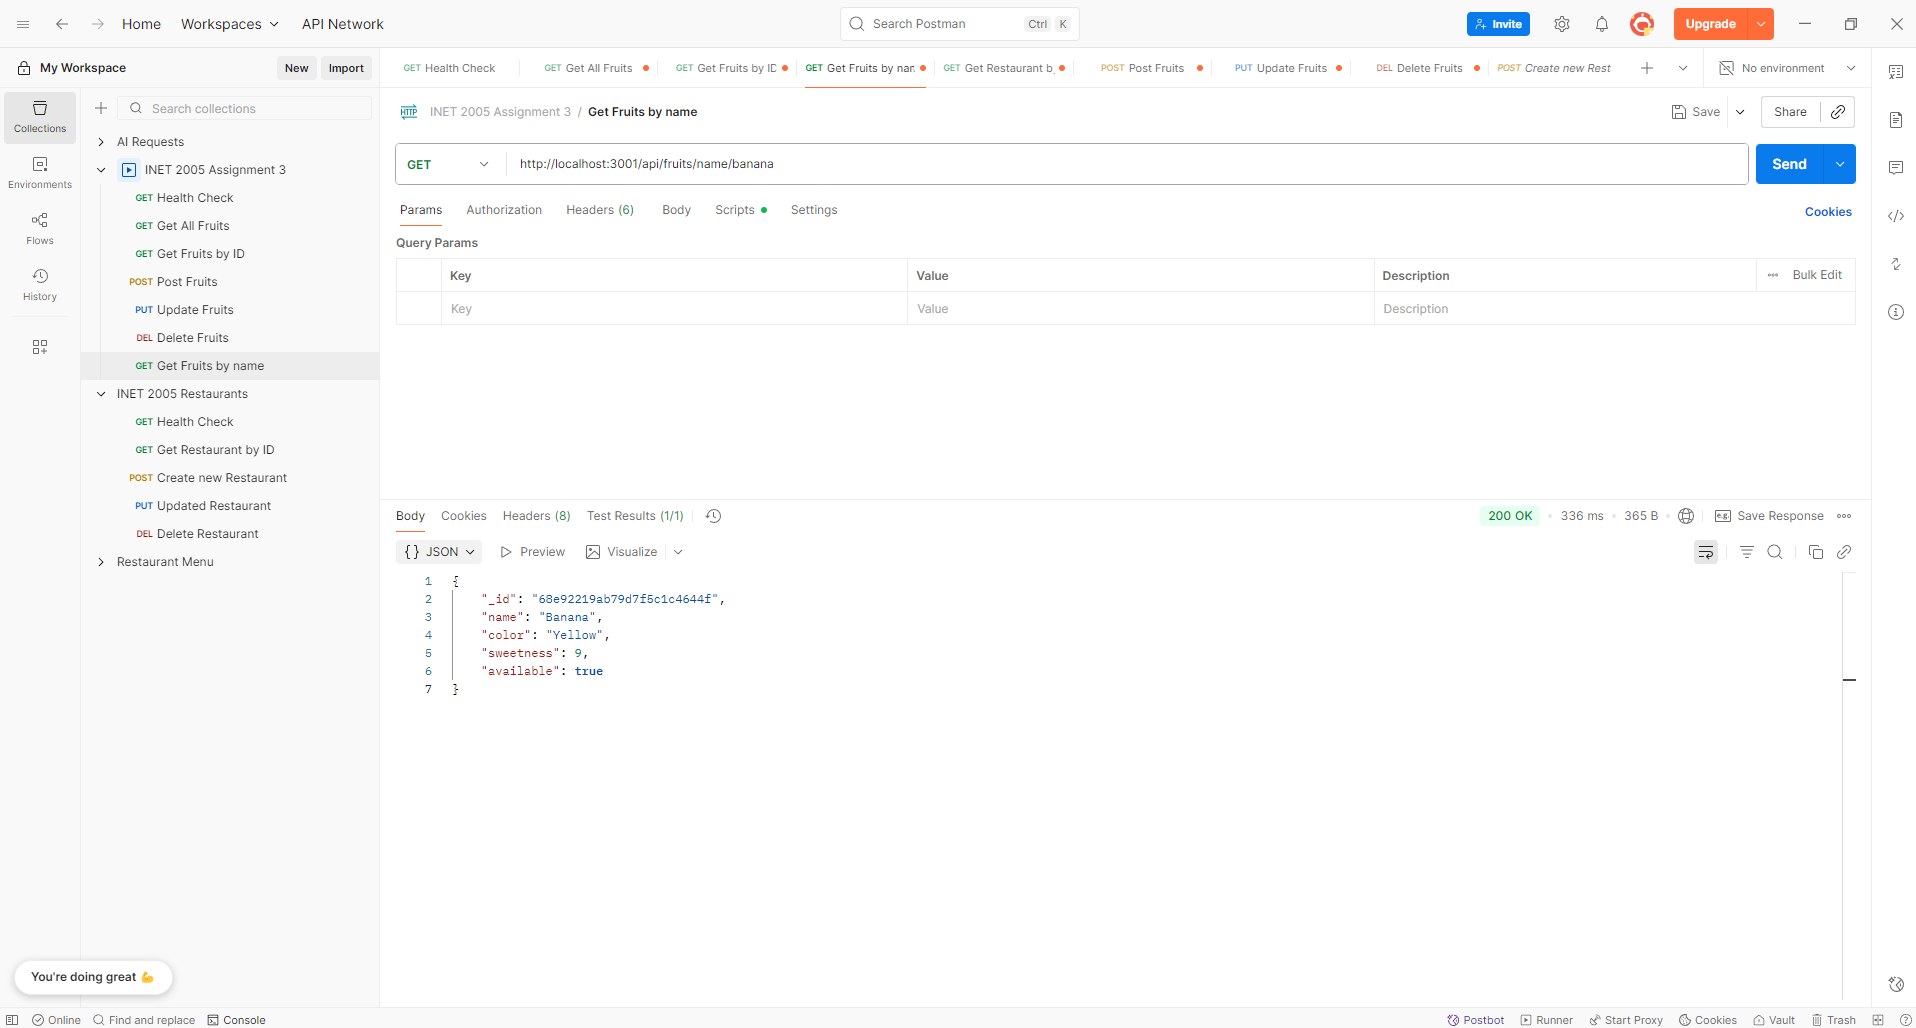 Home Workspaces API Network Search Postman Ctrl K Invite Upgrade
My Workspace New Import
GET Health Check GET Get All Fruits GET Get Fruits by ID GET Get Fruits by nan GET Get Restaurant b POST Post Fruits PUT Update Fruits DEL Delete Fruits POST Create new Rest No environment
Collections
Environments
Flows
History
Search collections
AI Requests
INET 2005 Assignment 3
GET Health Check
GET Get All Fruits
GET Get Fruits by ID
POST Post Fruits
PUT Update Fruits
DEL Delete Fruits
GET Get Fruits by name
INET 2005 Restaurants
GET Health Check
GET Get Restaurant by ID
POST Create new Restaurant
PUT Updated Restaurant
DEL Delete Restaurant
Restaurant Menu
HTTP INET 2005 Assignment 3 / Get Fruits by name Save Share
GET http://localhost:3001/api/fruits/name/banana Send
Params Authorization Headers (6) Body Scripts Settings Cookies
Query Params
Key Value Description Bulk Edit
Key Value Description
Body Cookies Headers (8) Test Results (1/1) 200 OK 336 ms 365 B e.g. Save Response
{} JSON Preview Visualize
1 {
2 "_id": "68e92219ab79d7f5c1c4644f",
3 "name": "Banana",
4 "color": "Yellow",
5 "sweetness": 9,
6 "available": true
7 }
You're doing great 💪
Online Find and replace Console Postbot Runner Start Proxy Cookies Vault Trash